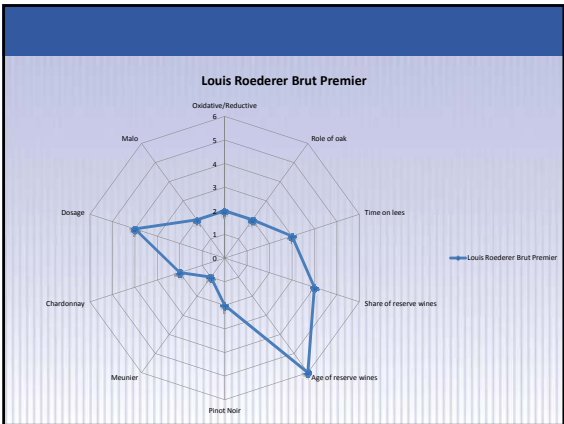 Louis Roederer Brut Premier
Oxidative/Reductive
6
5
4
3
2
1
0
Role of oak
Time on lees
Share of reserve wines
Age of reserve wines
Pinot Noir
Meunier
Chardonnay
Dosage
Malo
Louis Roederer Brut Premier